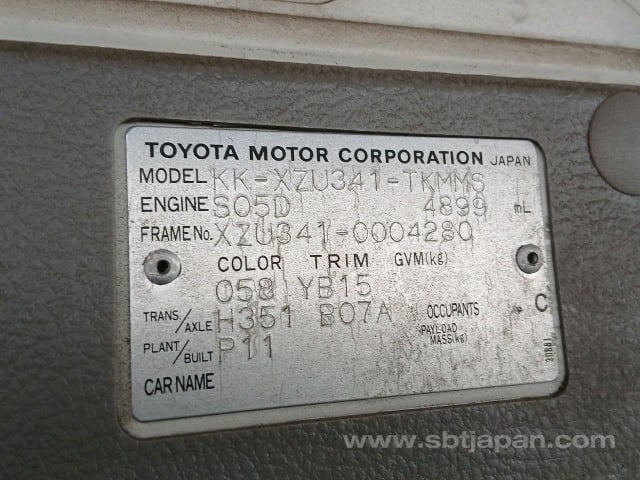 TOYOTA MOTOR CORPORATION JAPAN
MODEL KK-XZU341-TKMMS
ENGINE S05D 4899 mL
FRAME No. XZU341-0004280
COLOR TRIM GVM(kg)
058 YB15
TRANS./AXLE H351 B07A OCCUPANTS C
PAYLOAD
MASS(kg)
PLANT/BUILT P11
CAR NAME
www.sbtjapan.com